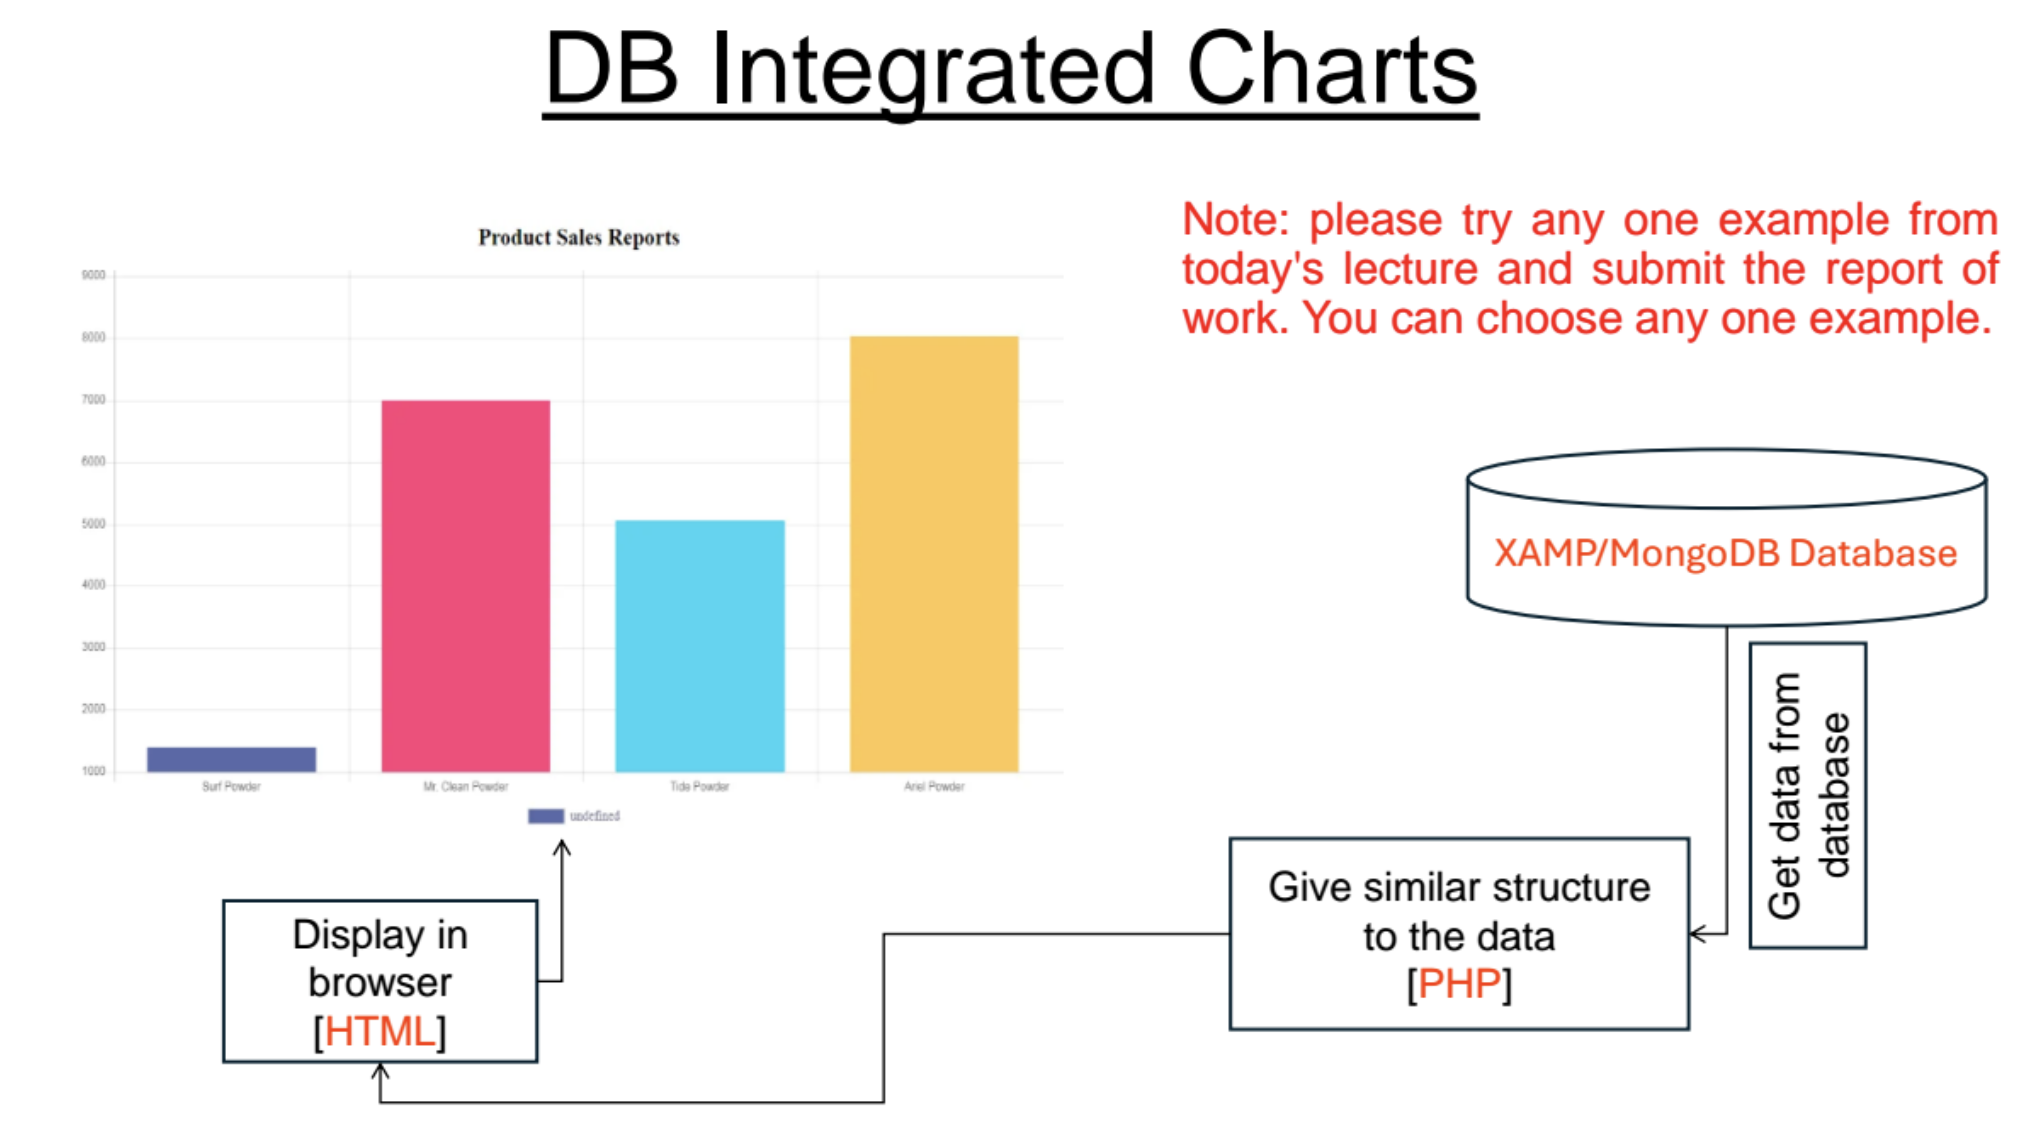 DB Integrated Charts
Note: please try any one example from
today's lecture and submit the report of
work. You can choose any one example.
Product Sales Reports
9000
8000
7000
6000
5000
4000
3000
2000
1000
Surf Powder
Mr. Clean Powder
Tide Powder
Ariel Powder
undefined
XAMP/MongoDB Database
Get data from
database
Give similar structure
to the data
[PHP]
Display in
browser
[HTML]